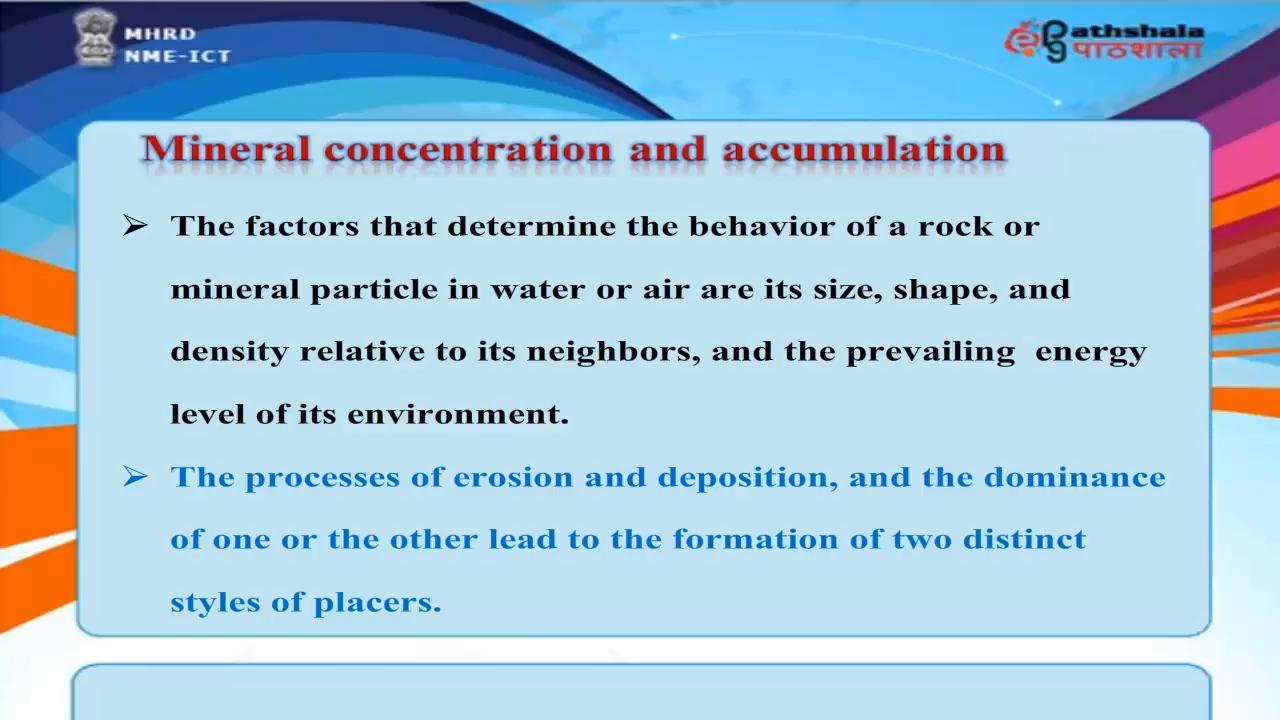 MHRD
NME-ICT
e pg athshala
पाठशाला
Mineral concentration and accumulation
➢ The factors that determine the behavior of a rock or
mineral particle in water or air are its size, shape, and
density relative to its neighbors, and the prevailing energy
level of its environment.
➢ The processes of erosion and deposition, and the dominance
of one or the other lead to the formation of two distinct
styles of placers.